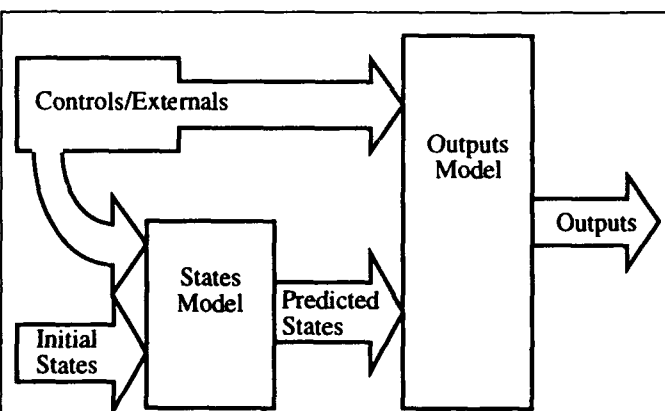 Controls/Externals
Outputs
Model
Outputs
States
Model
Predicted
States
Initial
States